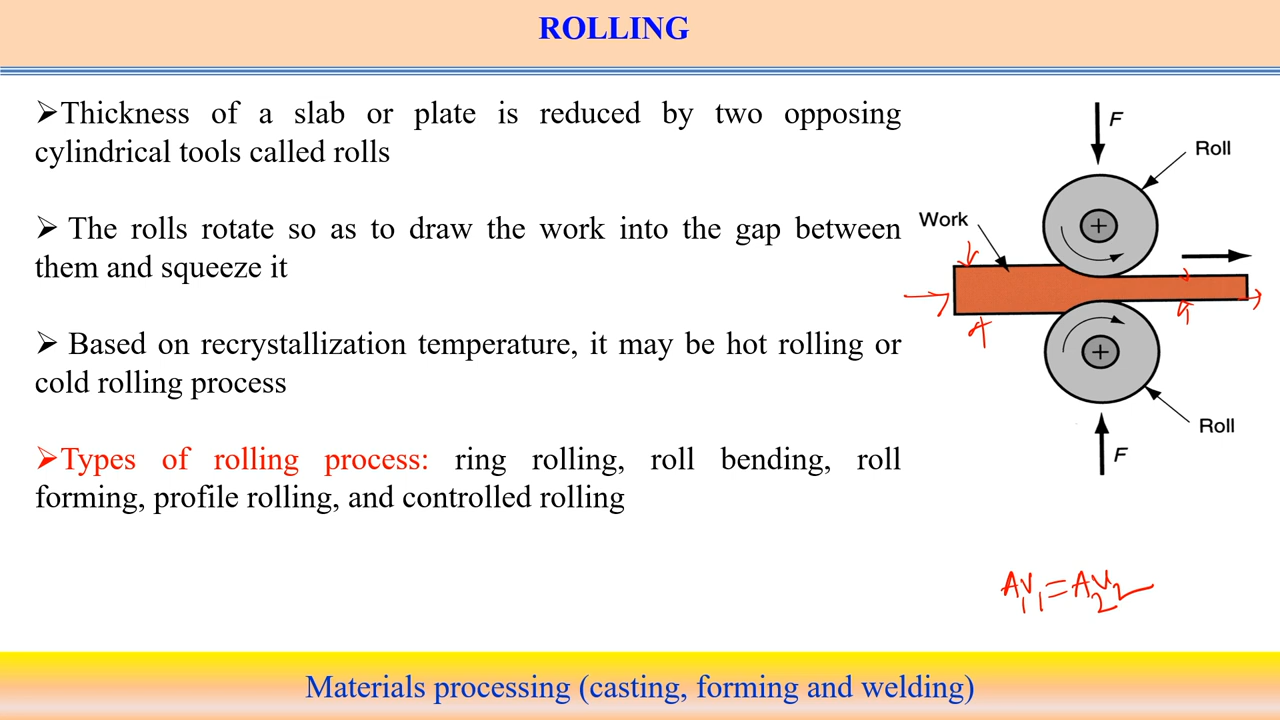 ROLLING
➢Thickness of a slab or plate is reduced by two opposing
cylindrical tools called rolls
➢ The rolls rotate so as to draw the work into the gap between
them and squeeze it
➢ Based on recrystallization temperature, it may be hot rolling or
cold rolling process
➢Types of rolling process: ring rolling, roll bending, roll
forming, profile rolling, and controlled rolling
F
Roll
Work
Roll
F
A₁V₁=A₂V₂
Materials processing (casting, forming and welding)